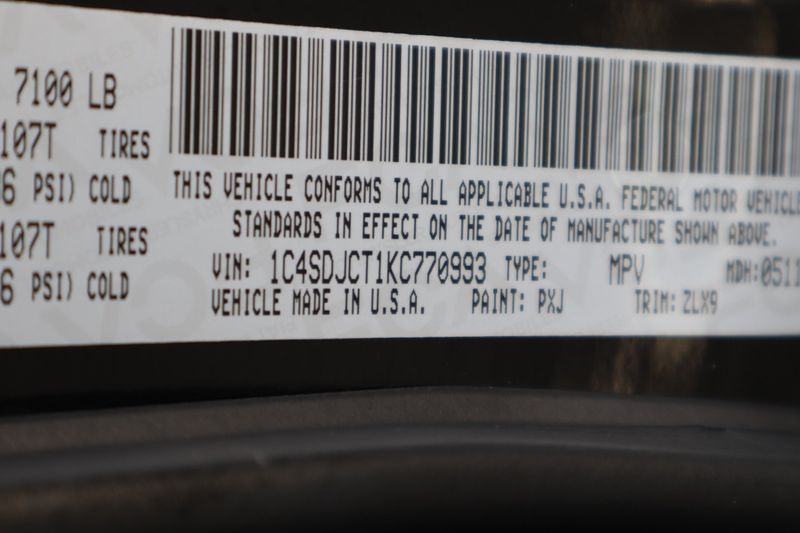 7100 LB
107T TIRES
6 PSI) COLD
107T TIRES
6 PSI) COLD
THIS VEHICLE CONFORMS TO ALL APPLICABLE U.S.A. FEDERAL MOTOR VEHICLE
STANDARDS IN EFFECT ON THE DATE OF MANUFACTURE SHOWN ABOVE.
VIN: 1C4SDJCT1KC770993 TYPE: MPV MDH:0511
VEHICLE MADE IN U.S.A. PAINT: PXJ TRIM: ZLX9